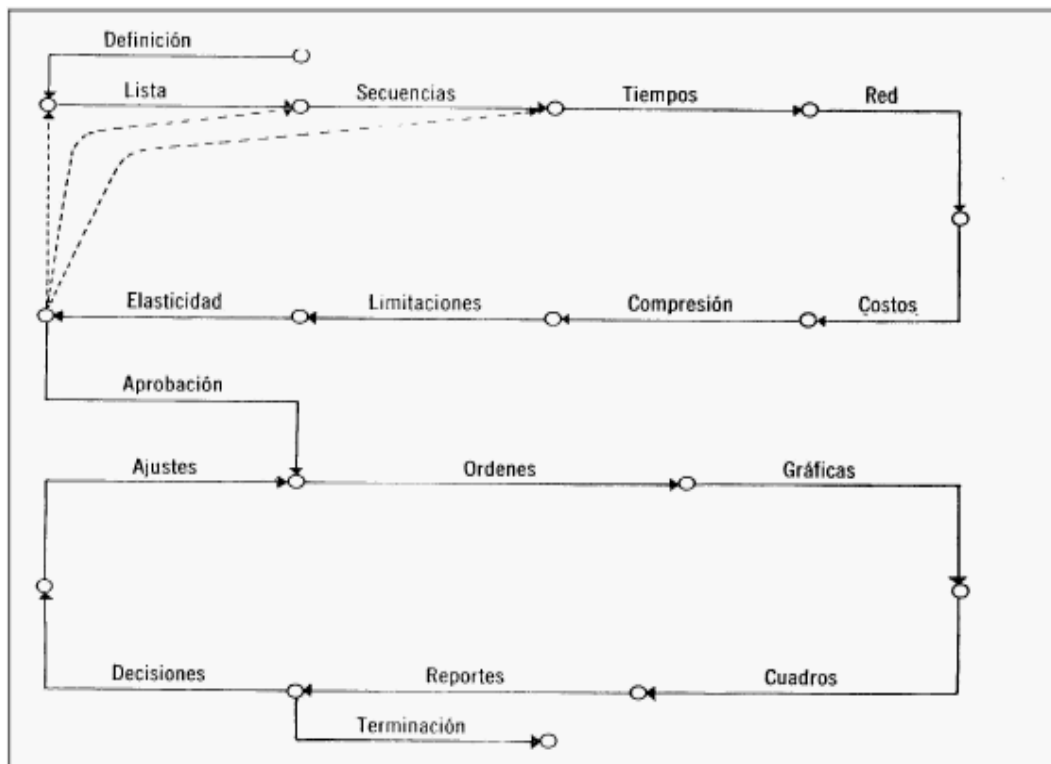 Definición
Lista
Secuencias
Tiempos
Red
Elasticidad
Limitaciones
Compresión
Costos
Aprobación
Ajustes
Ordenes
Gráficas
Decisiones
Reportes
Cuadros
Terminación